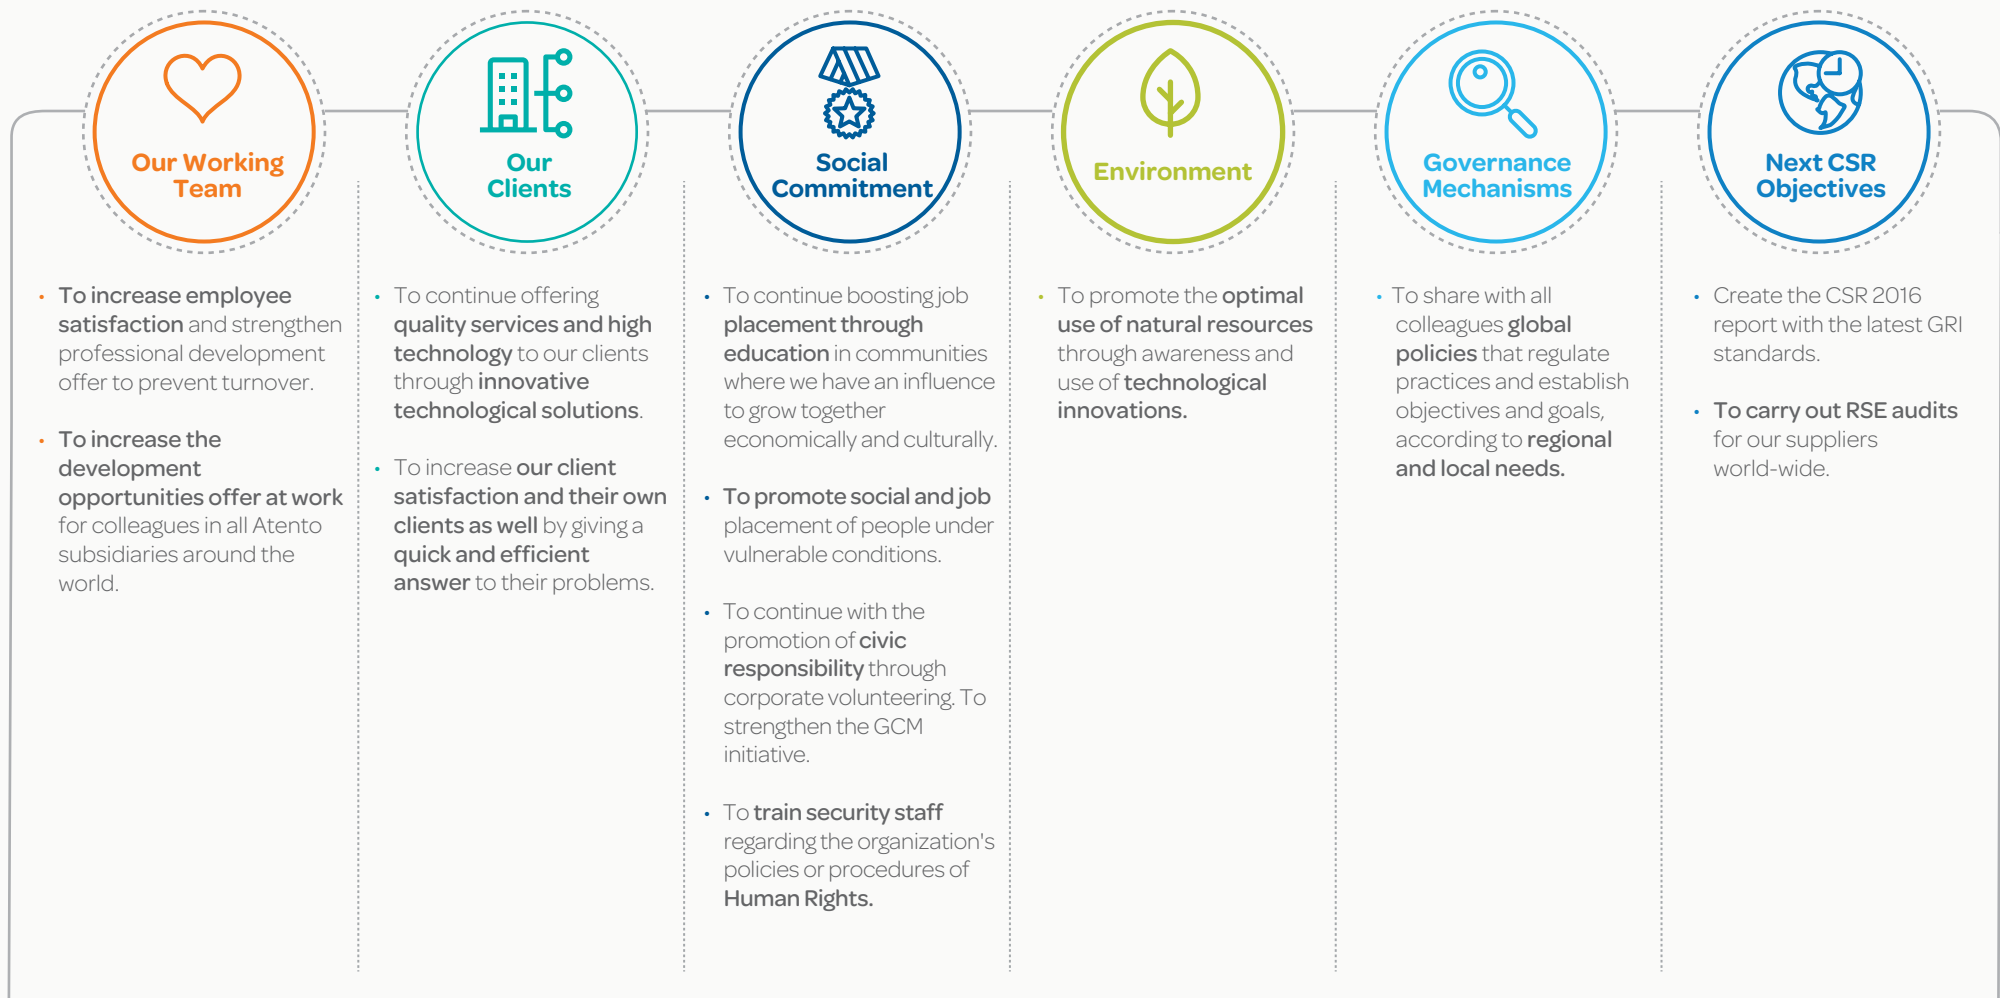 Our Working
Team
• To increase employee
satisfaction and strengthen
professional development
offer to prevent turnover.
• To increase the
development
opportunities offer at work
for colleagues in all Atento
subsidiaries around the
world.
Our
Clients
• To continue offering
quality services and high
technology to our clients
through innovative
technological solutions.
• To increase our client
satisfaction and their own
clients as well by giving a
quick and efficient
answer to their problems.
Social
Commitment
• To continue boosting job
placement through
education in communities
where we have an influence
to grow together
economically and culturally.
• To promote social and job
placement of people under
vulnerable conditions.
• To continue with the
promotion of civic
responsibility through
corporate volunteering. To
strengthen the GCM
initiative.
• To train security staff
regarding the organization's
policies or procedures of
Human Rights.
Environment
• To promote the optimal
use of natural resources
through awareness and
use of technological
innovations.
Governance
Mechanisms
• To share with all
colleagues global
policies that regulate
practices and establish
objectives and goals,
according to regional
and local needs.
Next CSR
Objectives
• Create the CSR 2016
report with the latest GRI
standards.
• To carry out RSE audits
for our suppliers
world-wide.